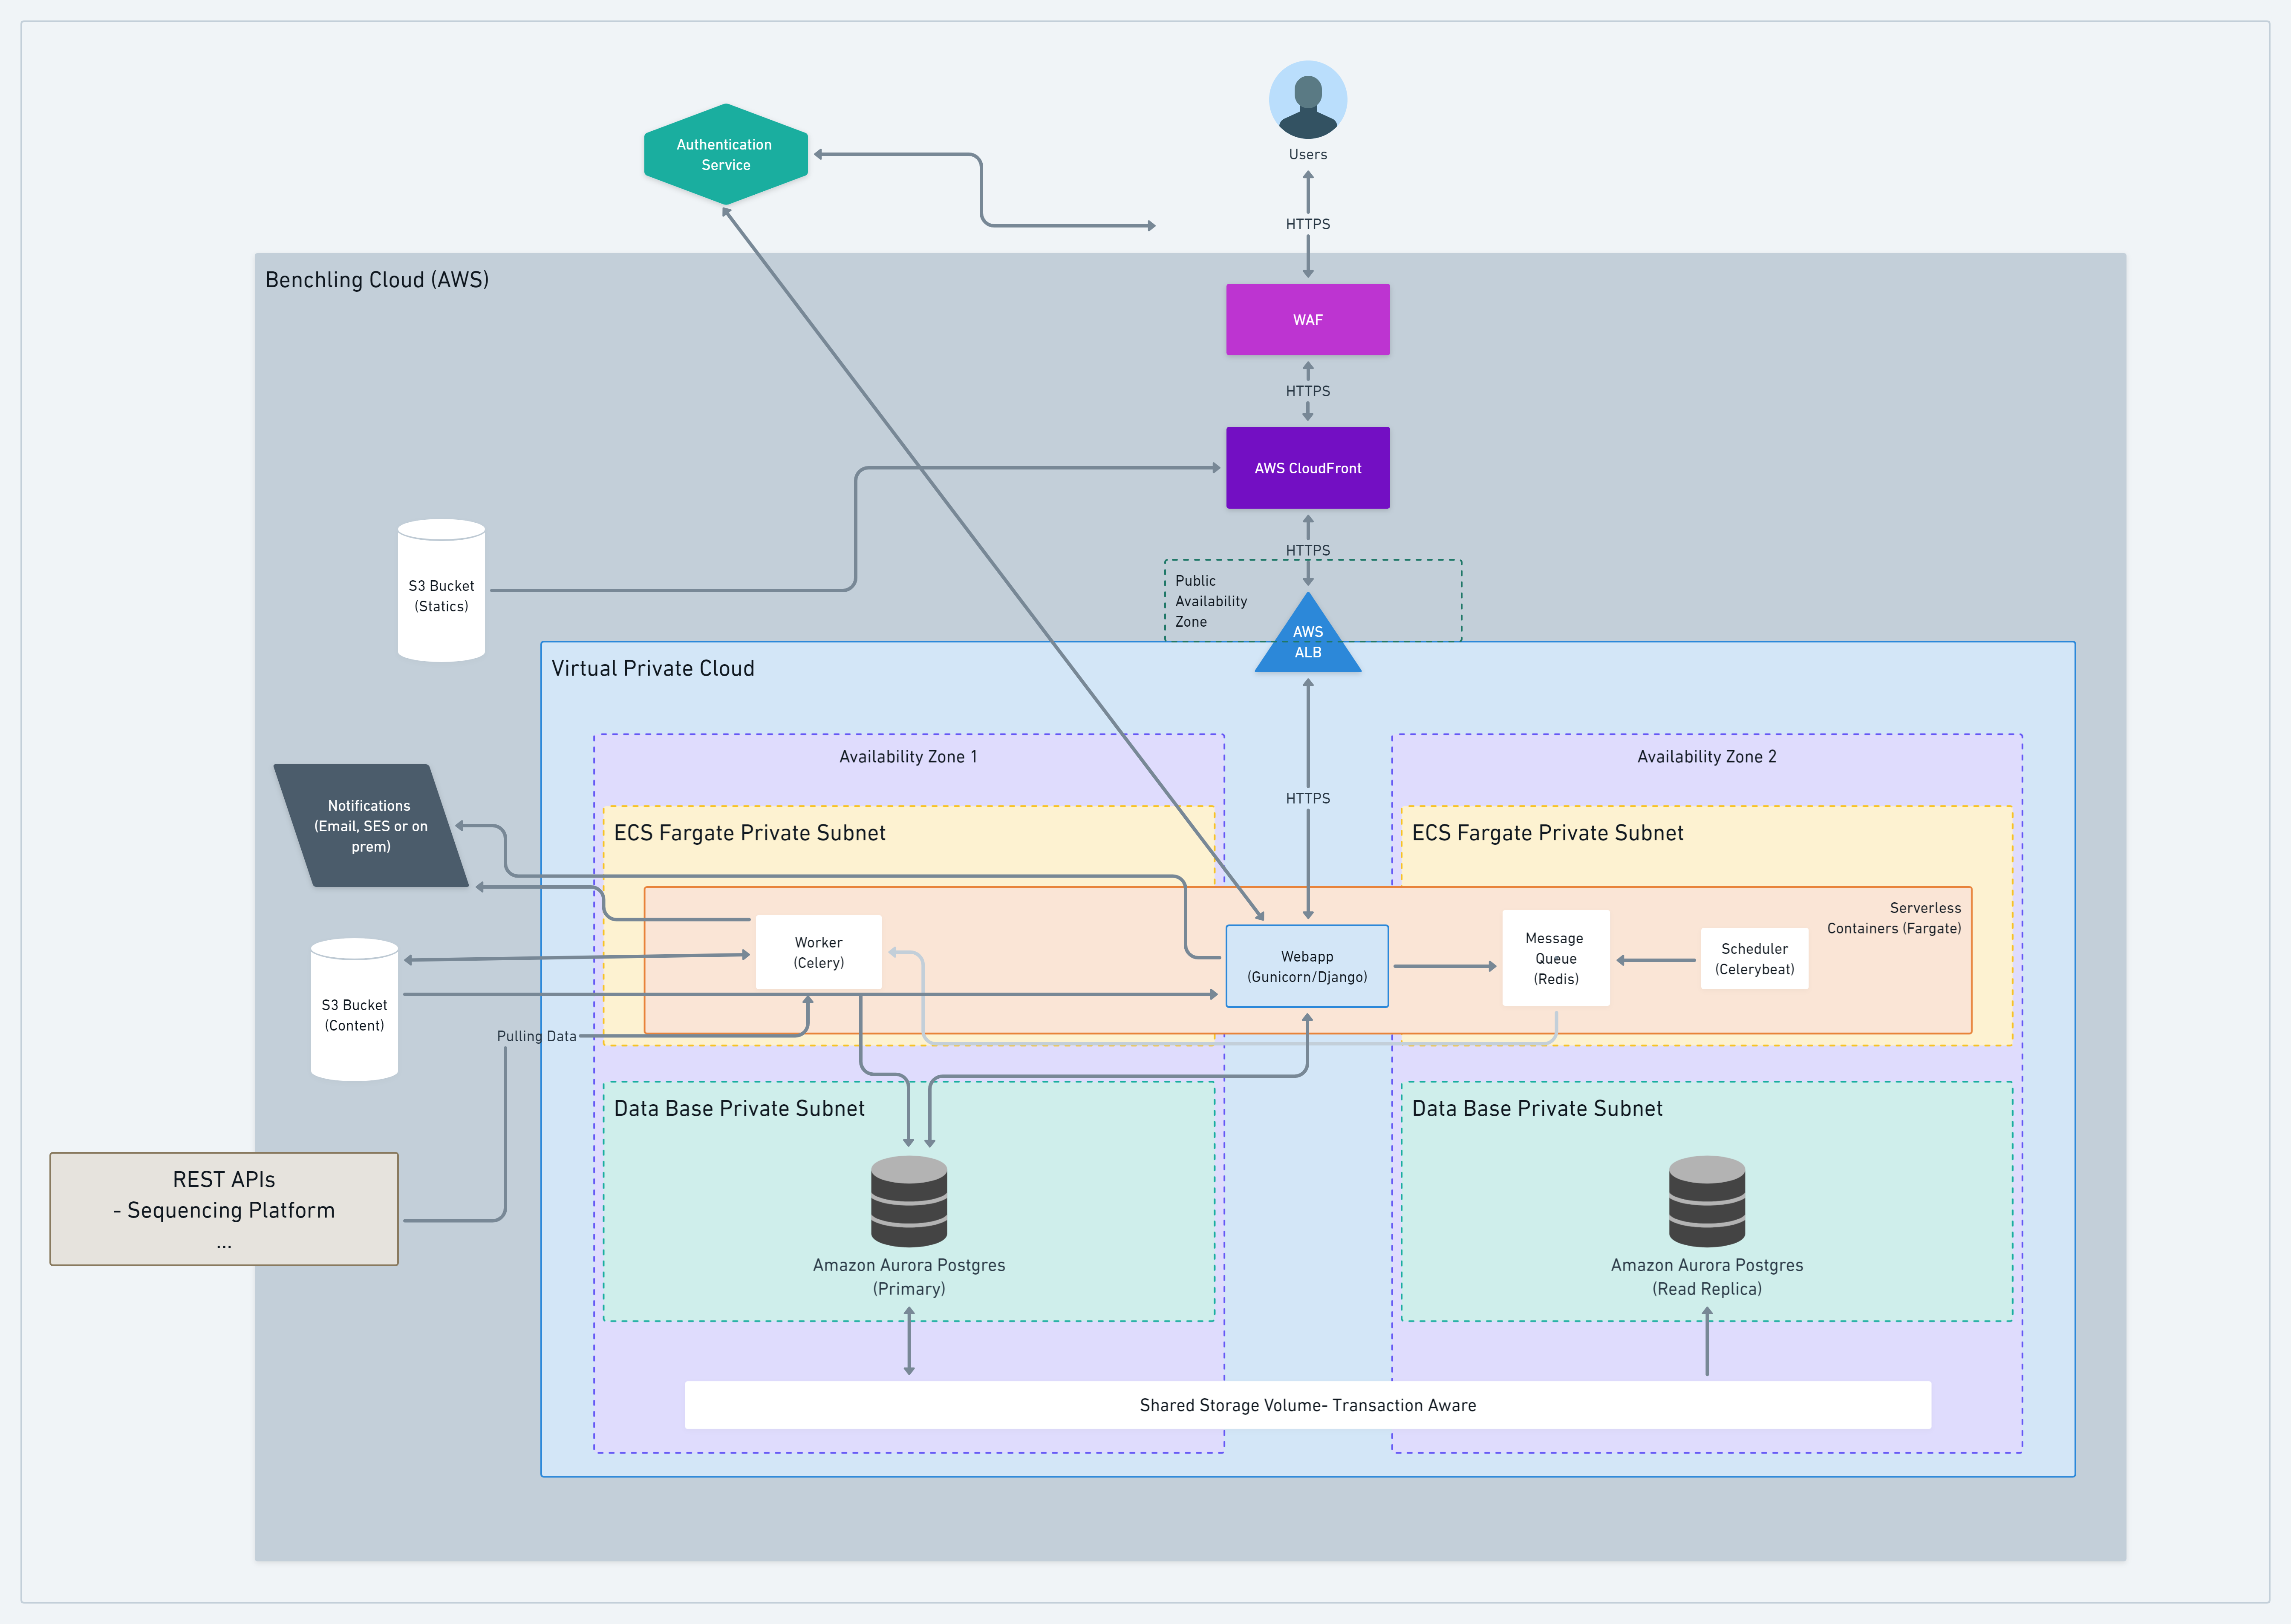 Authentication
Service
Users
HTTPS
Benchling Cloud (AWS)
WAF
HTTPS
AWS CloudFront
HTTPS
S3 Bucket
(Statics)
Public
Availability
Zone
AWS
ALB
Virtual Private Cloud
Availability Zone 1
Availability Zone 2
HTTPS
Notifications
(Email, SES or on
prem)
ECS Fargate Private Subnet
ECS Fargate Private Subnet
Serverless
Containers (Fargate)
Worker
(Celery)
Webapp
(Gunicorn/Django)
Message
Queue
(Redis)
Scheduler
(Celerybeat)
S3 Bucket
(Content)
Pulling Data
Data Base Private Subnet
Data Base Private Subnet
REST APIs
- Sequencing Platform
...
Amazon Aurora Postgres
(Primary)
Amazon Aurora Postgres
(Read Replica)
Shared Storage Volume- Transaction Aware